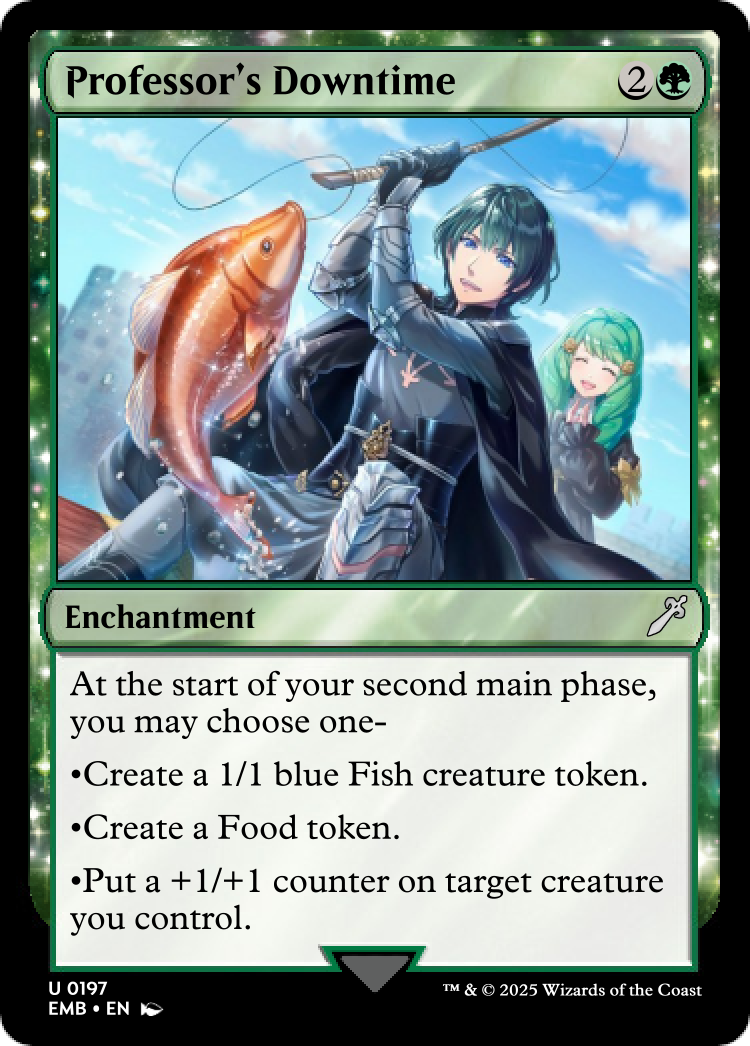 Professor's Downtime 2
Enchantment
At the start of your second main phase,
you may choose one-
•Create a 1/1 blue Fish creature token.
•Create a Food token.
•Put a +1/+1 counter on target creature
you control.
U 0197
EMB • EN
™ & © 2025 Wizards of the Coast